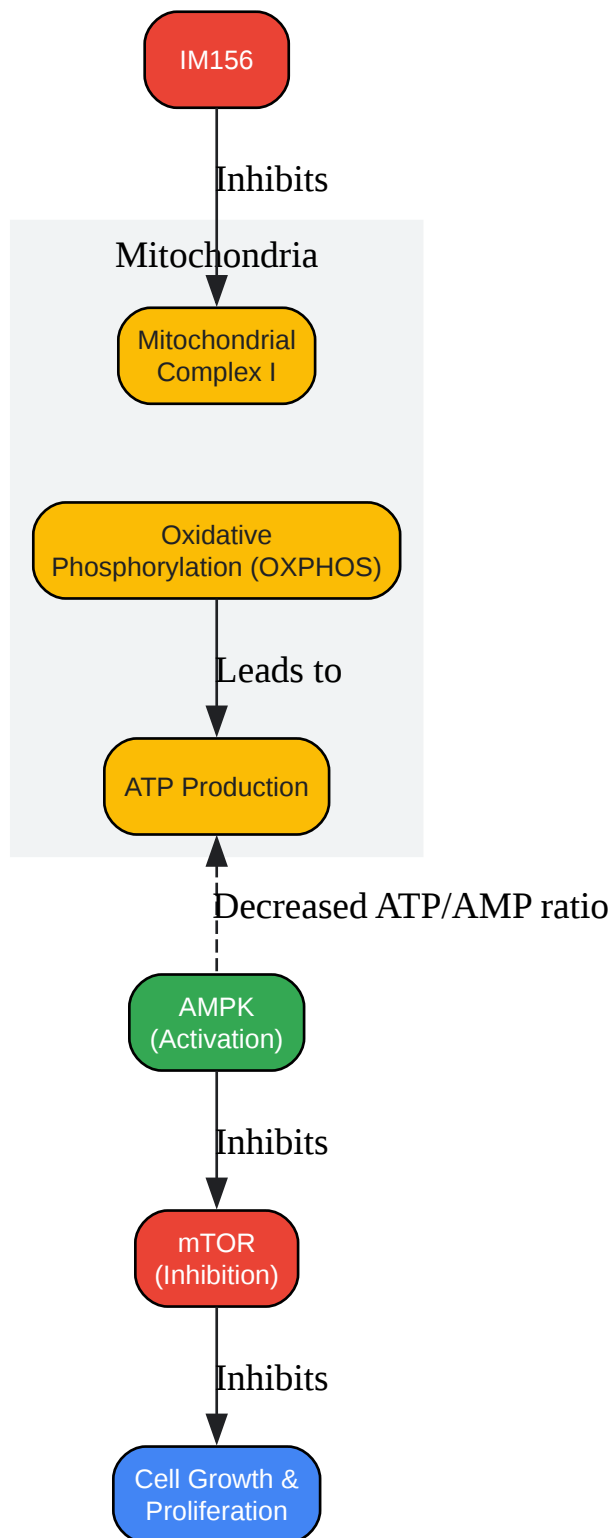 IM156
Inhibits
Mitochondria
Mitochondrial
Complex I
Oxidative
Phosphorylation (OXPHOS)
Leads to
ATP Production
Decreased ATP/AMP ratio
AMPK
(Activation)
Inhibits
mTOR
(Inhibition)
Inhibits
Cell Growth &
Proliferation